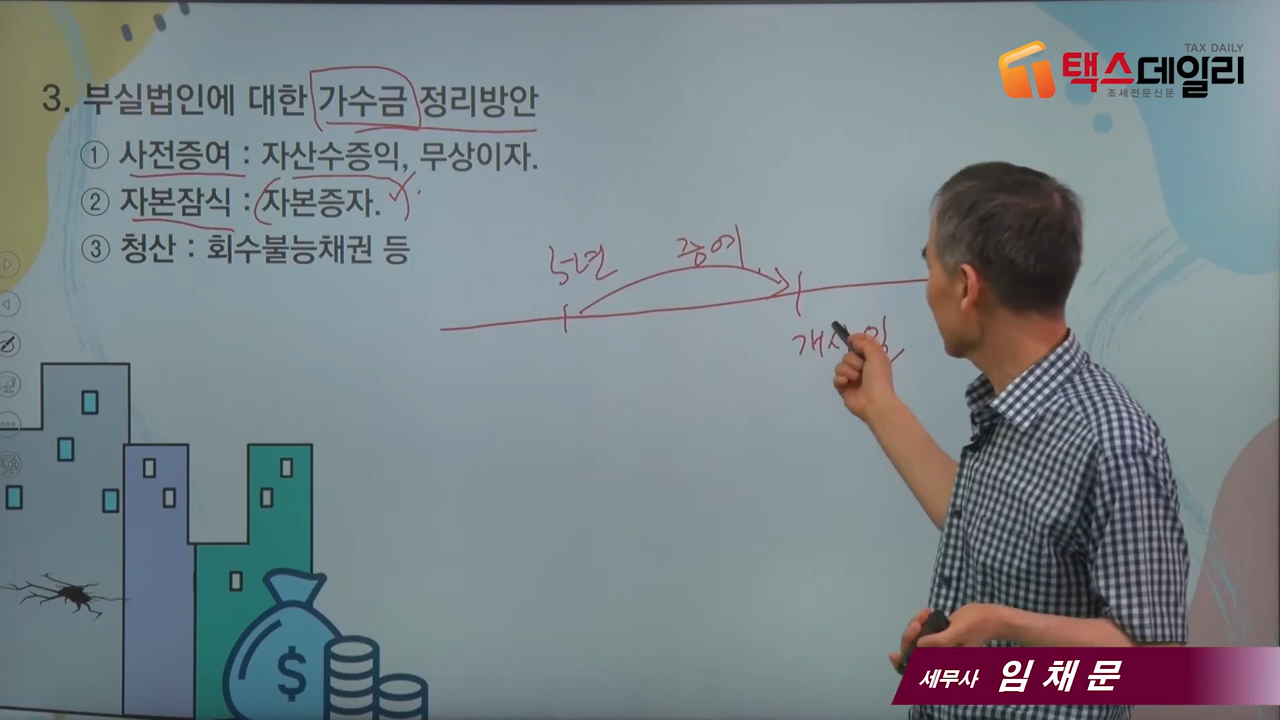 TAX DAILY
택스데일리
조세전문신문
3. 부실법인에 대한 가수금 정리방안
① 사전증여 : 자산수증익, 무상이자.
② 자본잠식 : 자본증자.
③ 청산 : 회수불능채권 등
5년 증여
개시일
세무사 임채문
$